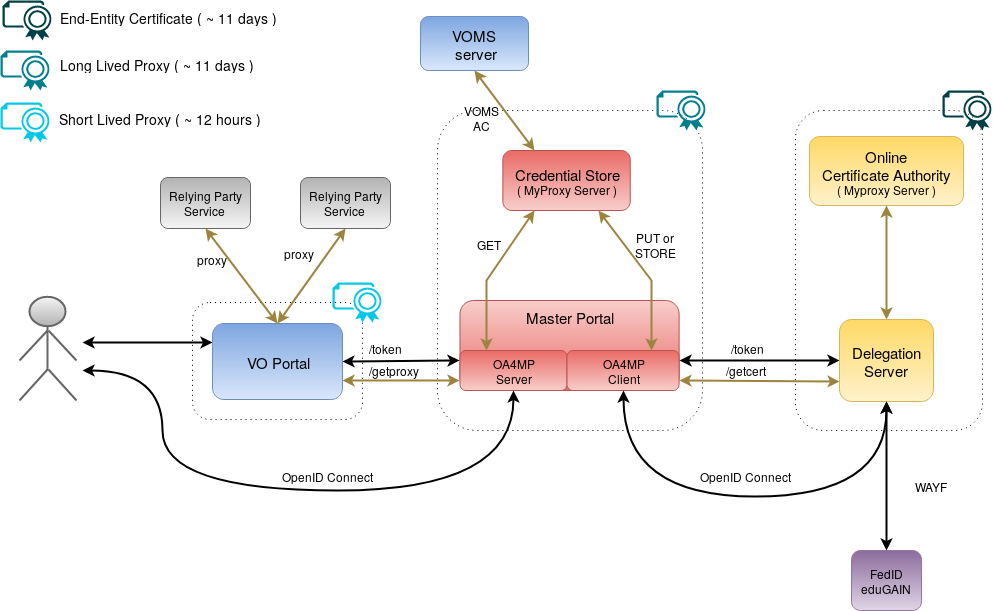 End-Entity Certificate ( ~ 11 days )
Long Lived Proxy ( ~ 11 days )
Short Lived Proxy ( ~ 12 hours )
VOMS
server
VOMS
AC
Credential Store
( MyProxy Server )
Online
Certificate Authority
( Myproxy Server )
Relying Party
Service
Relying Party
Service
proxy
proxy
GET
PUT or
STORE
Master Portal
OA4MP
Server
OA4MP
Client
VO Portal
/token
/getproxy
/token
/getcert
Delegation
Server
OpenID Connect
OpenID Connect
WAYF
FedID
eduGAIN